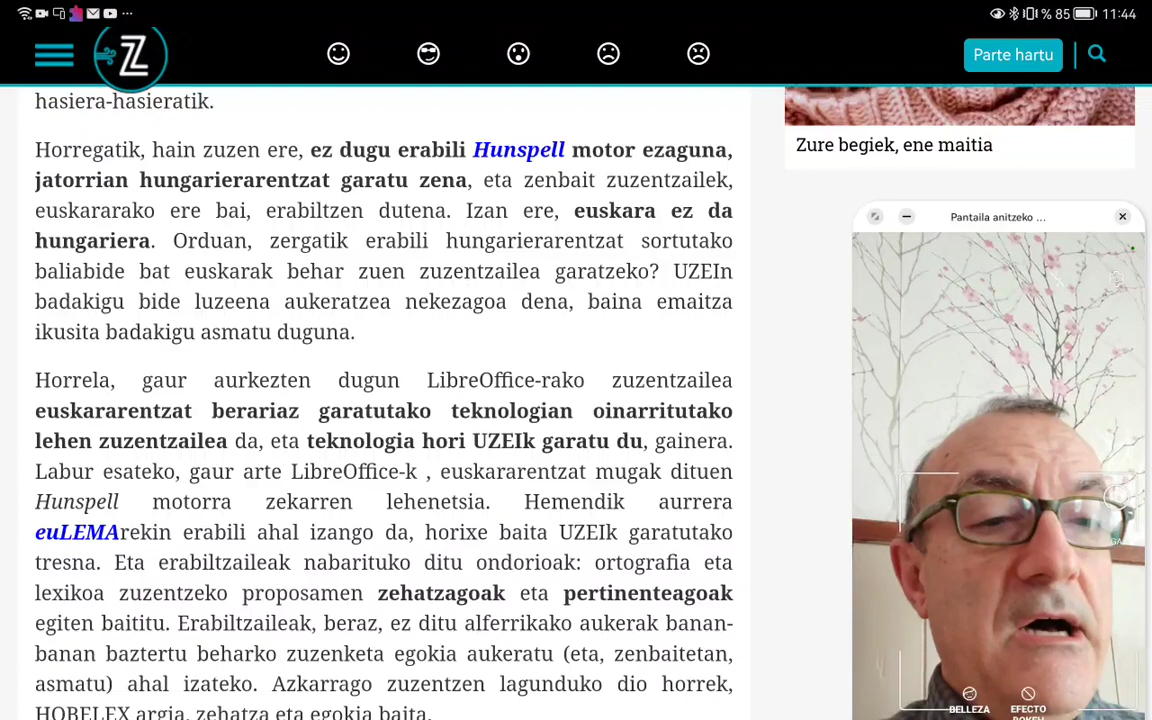 % 85 11:44
Z Parte hartu
hasiera-hasieratik.
Horregatik, hain zuzen ere, ez dugu erabili Hunspell motor ezaguna,
jatorrian hungarierarentzat garatu zena, eta zenbait zuzentzailek,
euskararako ere bai, erabiltzen dutena. Izan ere, euskara ez da
hungariera. Orduan, zergatik erabili hungarierarentzat sortutako
baliabide bat euskarak behar zuen zuzentzailea garatzeko? UZEIn
badakigu bide luzeena aukeratzea nekezagoa dena, baina emaitza
ikusita badakigu asmatu duguna.
Horrela, gaur aurkezten dugun LibreOffice-rako zuzentzailea
euskararentzat berariaz garatutako teknologian oinarritutako
lehen zuzentzailea da, eta teknologia hori UZEIk garatu du, gainera.
Labur esateko, gaur arte LibreOffice-k , euskararentzat mugak dituen
Hunspell motorra zekarren lehenetsia. Hemendik aurrera
euLEMArekin erabili ahal izango da, horixe baita UZEIk garatutako
tresna. Eta erabiltzaileak nabarituko ditu ondorioak: ortografia eta
lexikoa zuzentzeko proposamen zehatzagoak eta pertinenteagoak
egiten baititu. Erabiltzaileak, beraz, ez ditu alferrikako aukerak banan-
banan baztertu beharko zuzenketa egokia aukeratu (eta, zenbaitetan,
asmatu) ahal izateko. Azkarrago zuzentzen lagunduko dio horrek,
HOBELEX argia, zehatza eta egokia baita.
Zure begiek, ene maitia
Pantaila anitzeko ...
BELLEZA
EFECTO